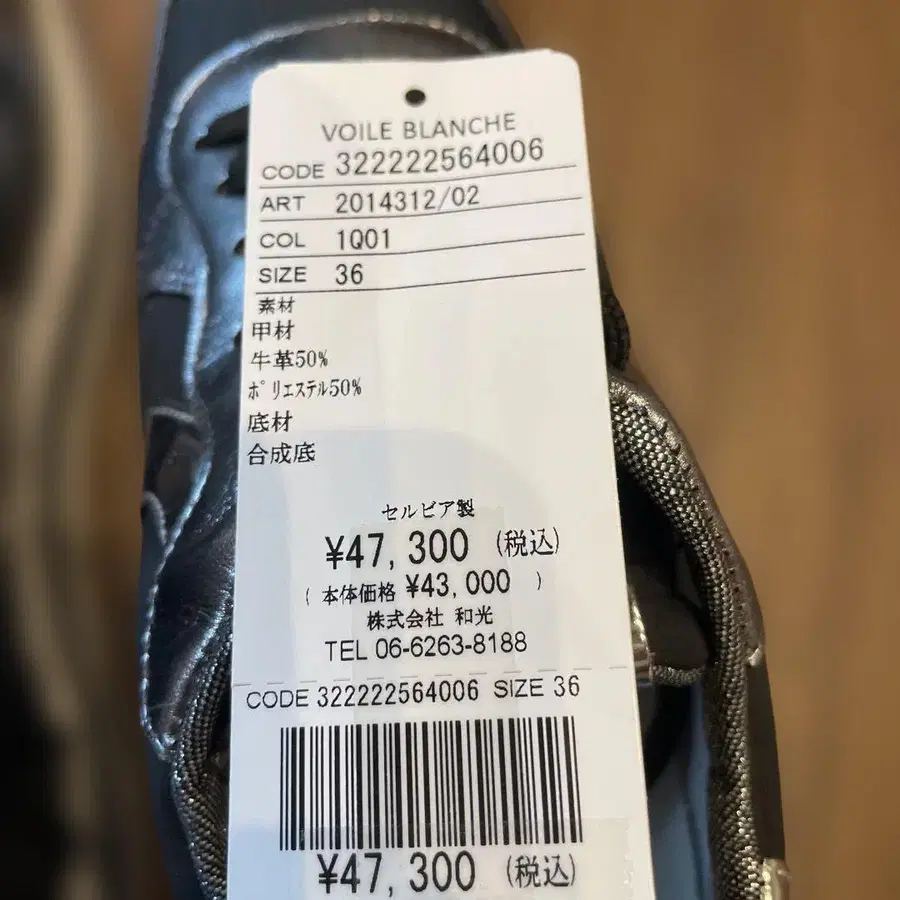 VOILE BLANCHE
CODE 322222564006
ART 2014312/02
COL 1Q01
SIZE 36
素材
甲材
牛革50%
ポリエステル50%
底材
合成底
セルビア製
¥47,300 (税込)
( 本体価格 ¥43,000 )
株式会社 和光
TEL 06-6263-8188
CODE 322222564006 SIZE 36
¥47,300 (税込)